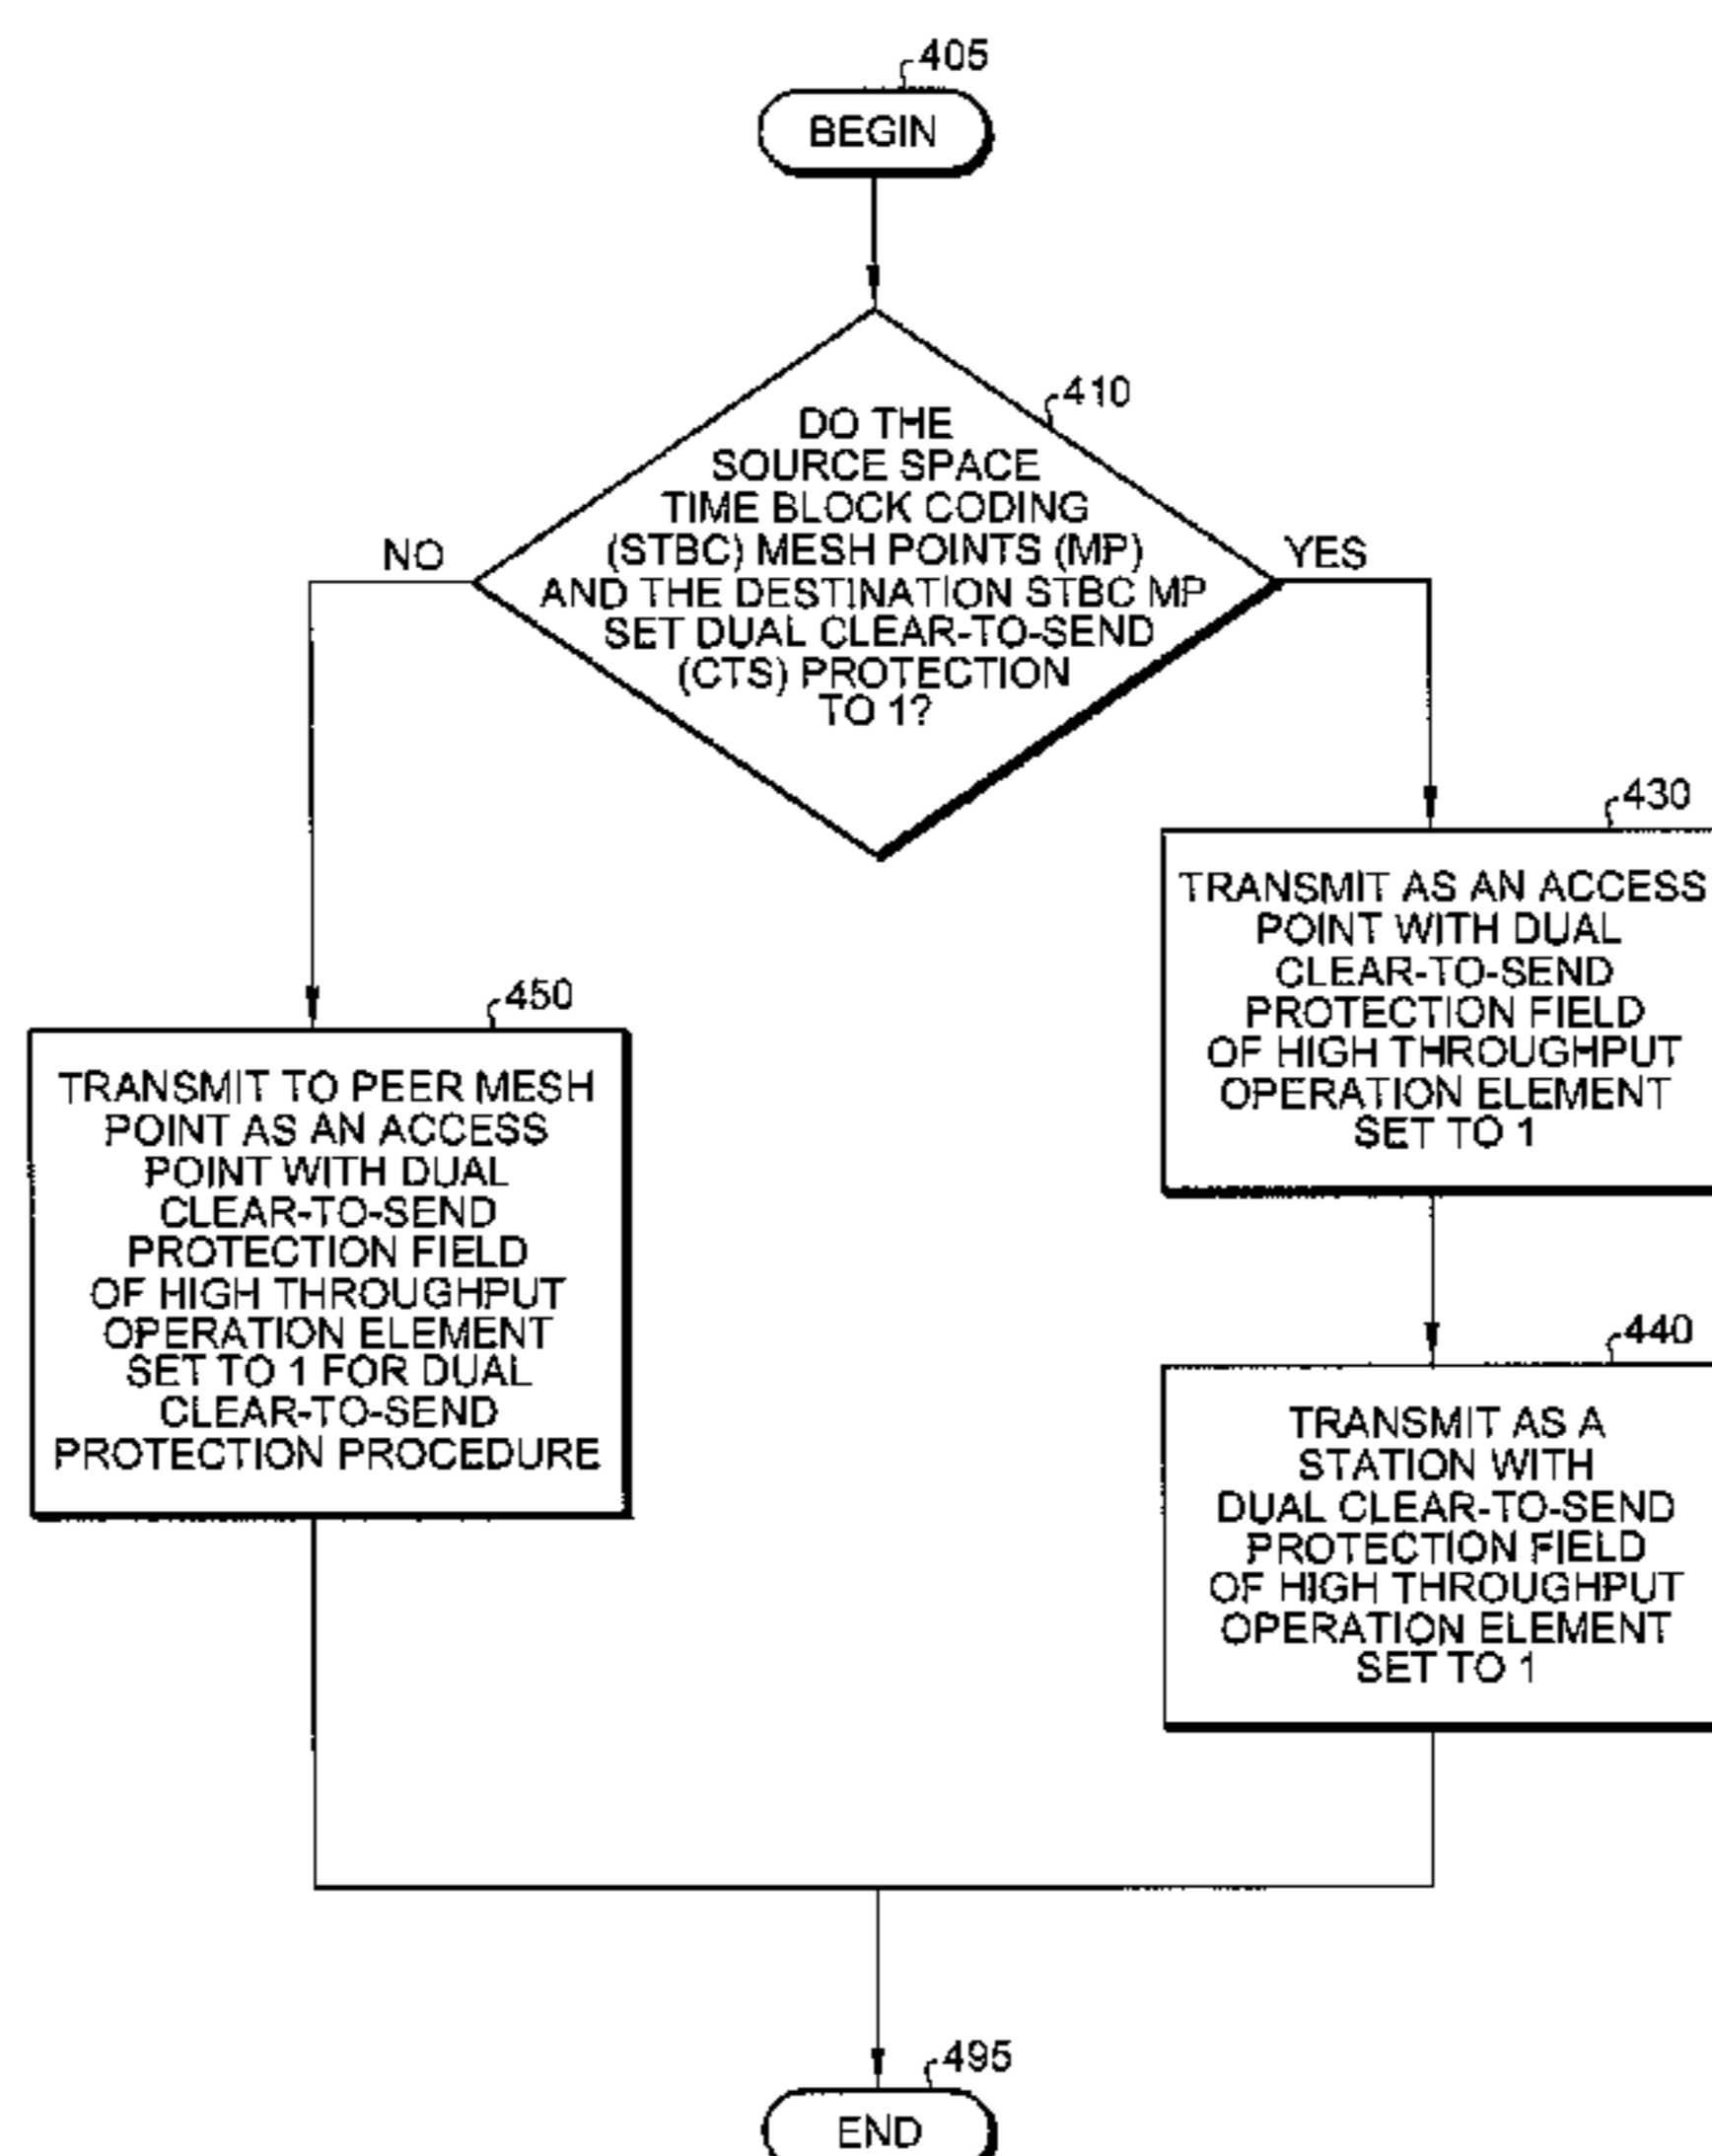 405
BEGIN
410
DO THE
SOURCE SPACE
TIME BLOCK CODING
(STBC) MESH POINTS (MP)
AND THE DESTINATION STBC MP
SET DUAL CLEAR-TO-SEND
(CTS) PROTECTION
TO 1?
NO
YES
430
TRANSMIT AS AN ACCESS
POINT WITH DUAL
CLEAR-TO-SEND
PROTECTION FIELD
OF HIGH THROUGHPUT
OPERATION ELEMENT
SET TO 1
450
TRANSMIT TO PEER MESH
POINT AS AN ACCESS
POINT WITH DUAL
CLEAR-TO-SEND
PROTECTION FIELD
OF HIGH THROUGHPUT
OPERATION ELEMENT
SET TO 1 FOR DUAL
CLEAR-TO-SEND
PROTECTION PROCEDURE
440
TRANSMIT AS A
STATION WITH
DUAL CLEAR-TO-SEND
PROTECTION FIELD
OF HIGH THROUGHPUT
OPERATION ELEMENT
SET TO 1
495
END